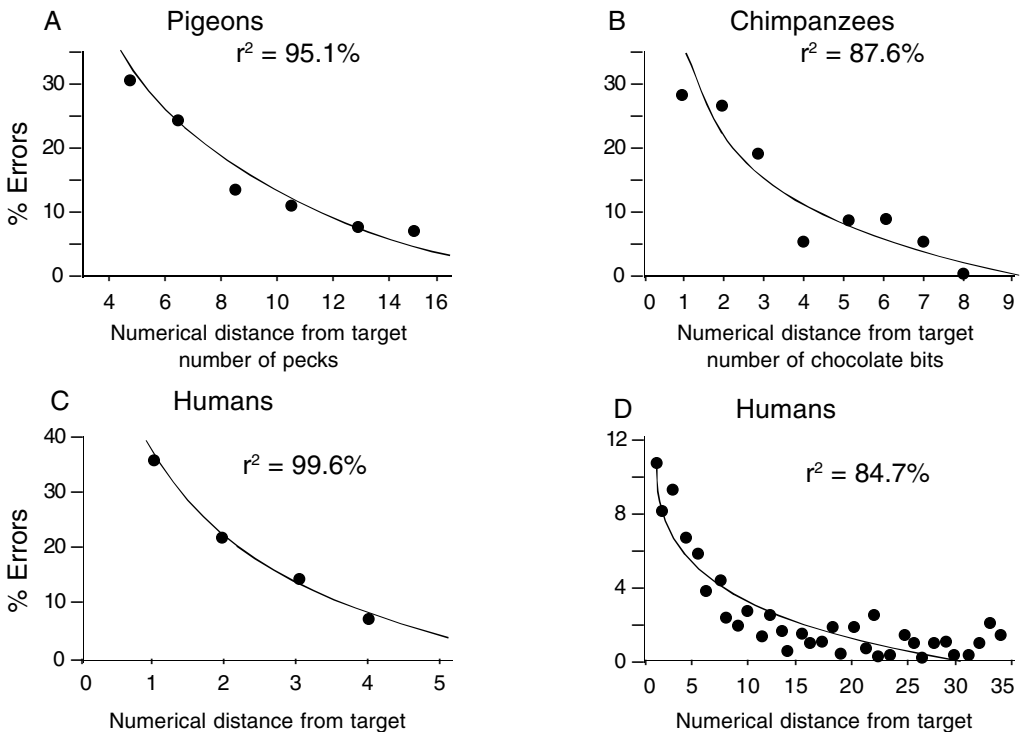 A Pigeons
r² = 95.1%
% Errors
30
20
10
0
4 6 8 10 12 14 16
Numerical distance from target
number of pecks
B Chimpanzees
r² = 87.6%
30
20
10
0
0 1 2 3 4 5 6 7 8 9
Numerical distance from target
number of chocolate bits
C Humans
r² = 99.6%
% Errors
40
30
20
10
0
0 1 2 3 4 5
Numerical distance from target
D Humans
r² = 84.7%
12
8
4
0
0 5 10 15 20 25 30 35
Numerical distance from target